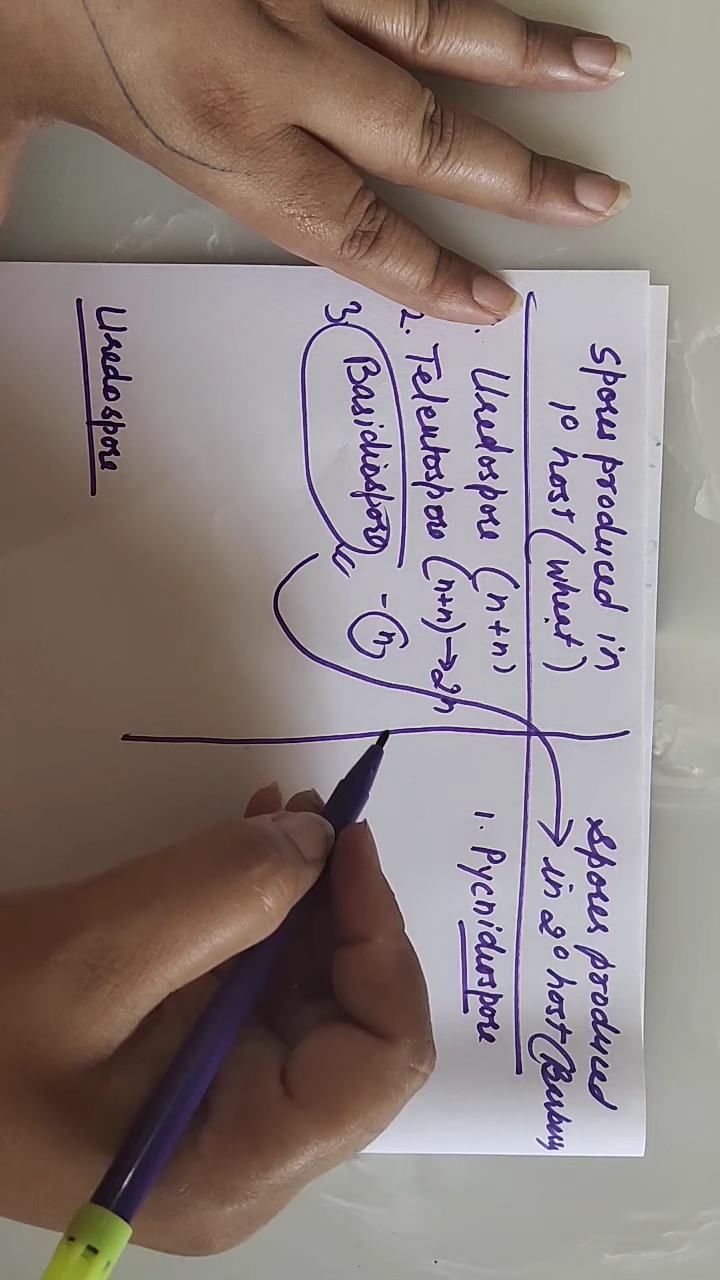 Spores produced in
1° host (wheat)
1. Uredospore (n+n)
2. Teleutospore (n+n) → 2n
3) Basidiospore - (n)
Uredospore
Spores produced
in 2° host (Barberry
1. Pycnidiospore